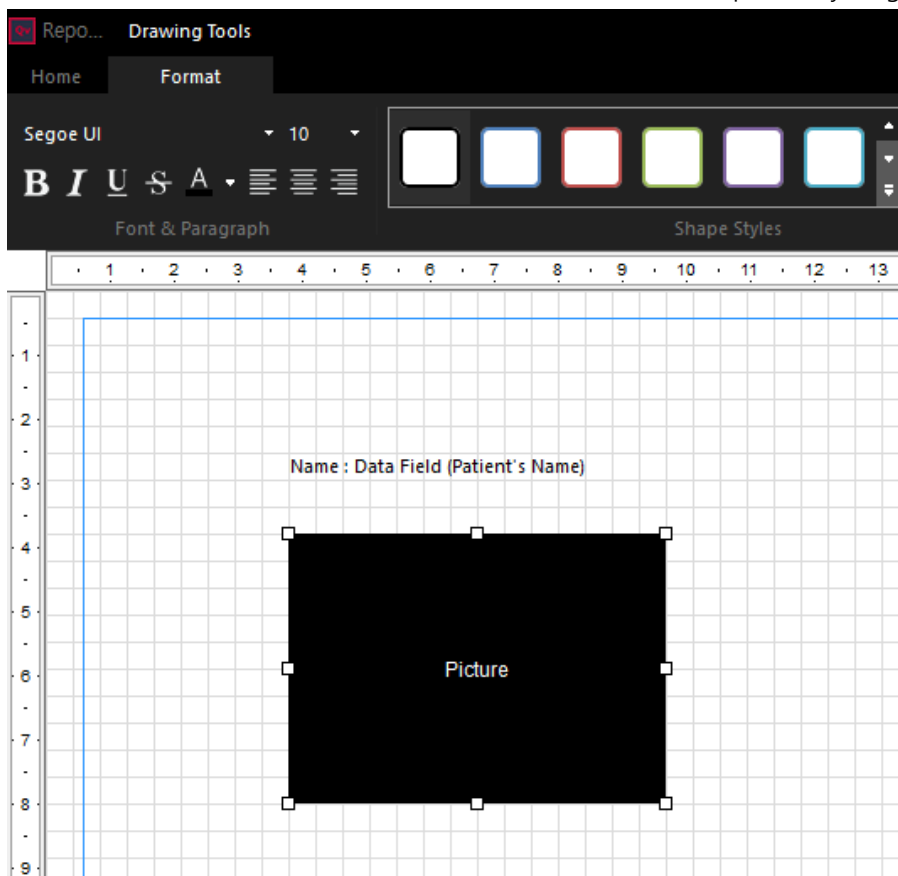 Repo... Drawing Tools
Home Format
Segoe UI 10
B I U S A
Font & Paragraph Shape Styles
1 2 3 4 5 6 7 8 9 10 11 12 13
1
2
Name : Data Field (Patient's Name)
3
4
5
6
Picture
7
8
9